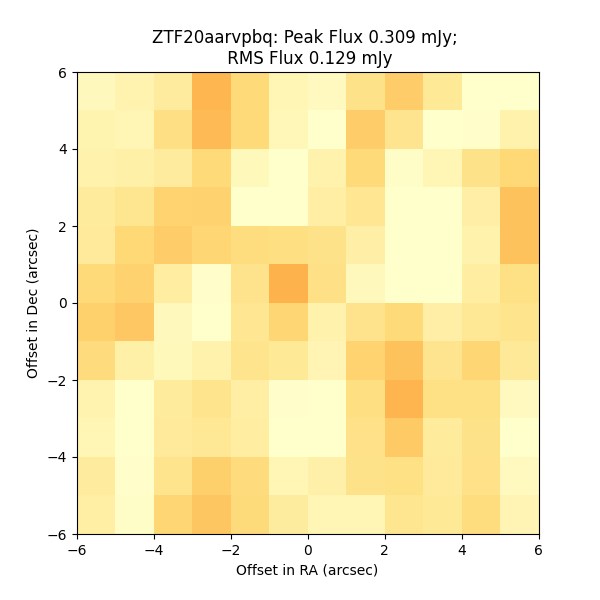 ZTF20aarvpbq: Peak Flux 0.309 mJy;
RMS Flux 0.129 mJy
6
4
2
0
−2
−4
−6
Offset in Dec (arcsec)
−6 −4 −2 0 2 4 6
Offset in RA (arcsec)